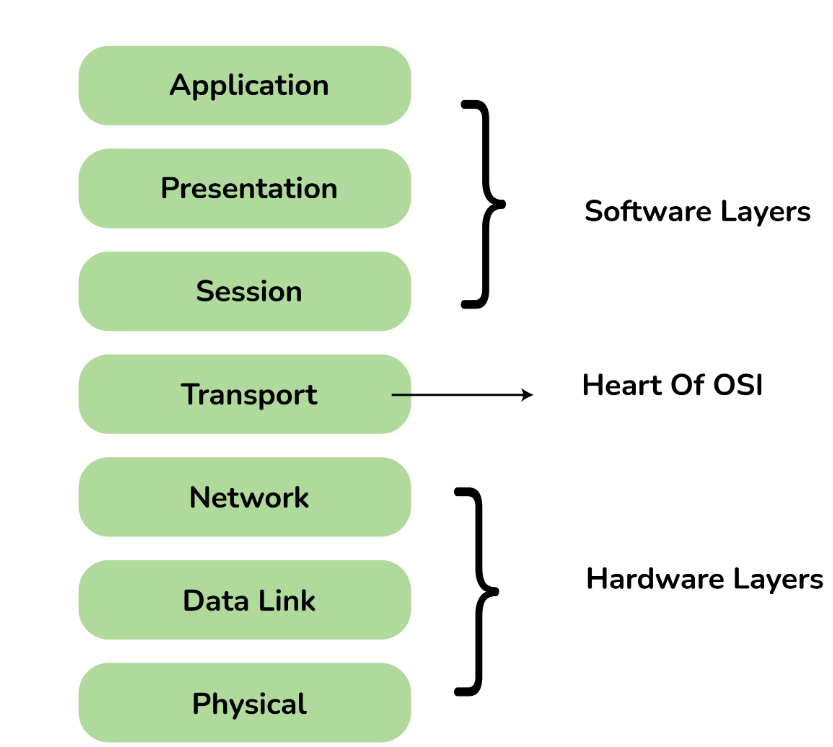 Application
Presentation
Software Layers
Session
Transport
Heart Of OSI
Network
Hardware Layers
Data Link
Physical